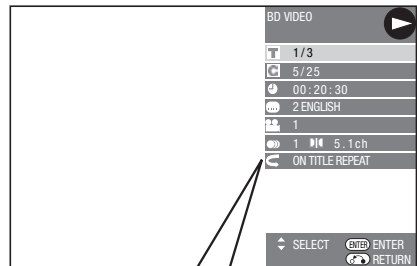 BD VIDEO
T 1/3
C 5/25
00:20:30
2 ENGLISH
1
1 5.1ch
ON TITLE REPEAT
SELECT ENTER ENTER
RETURN